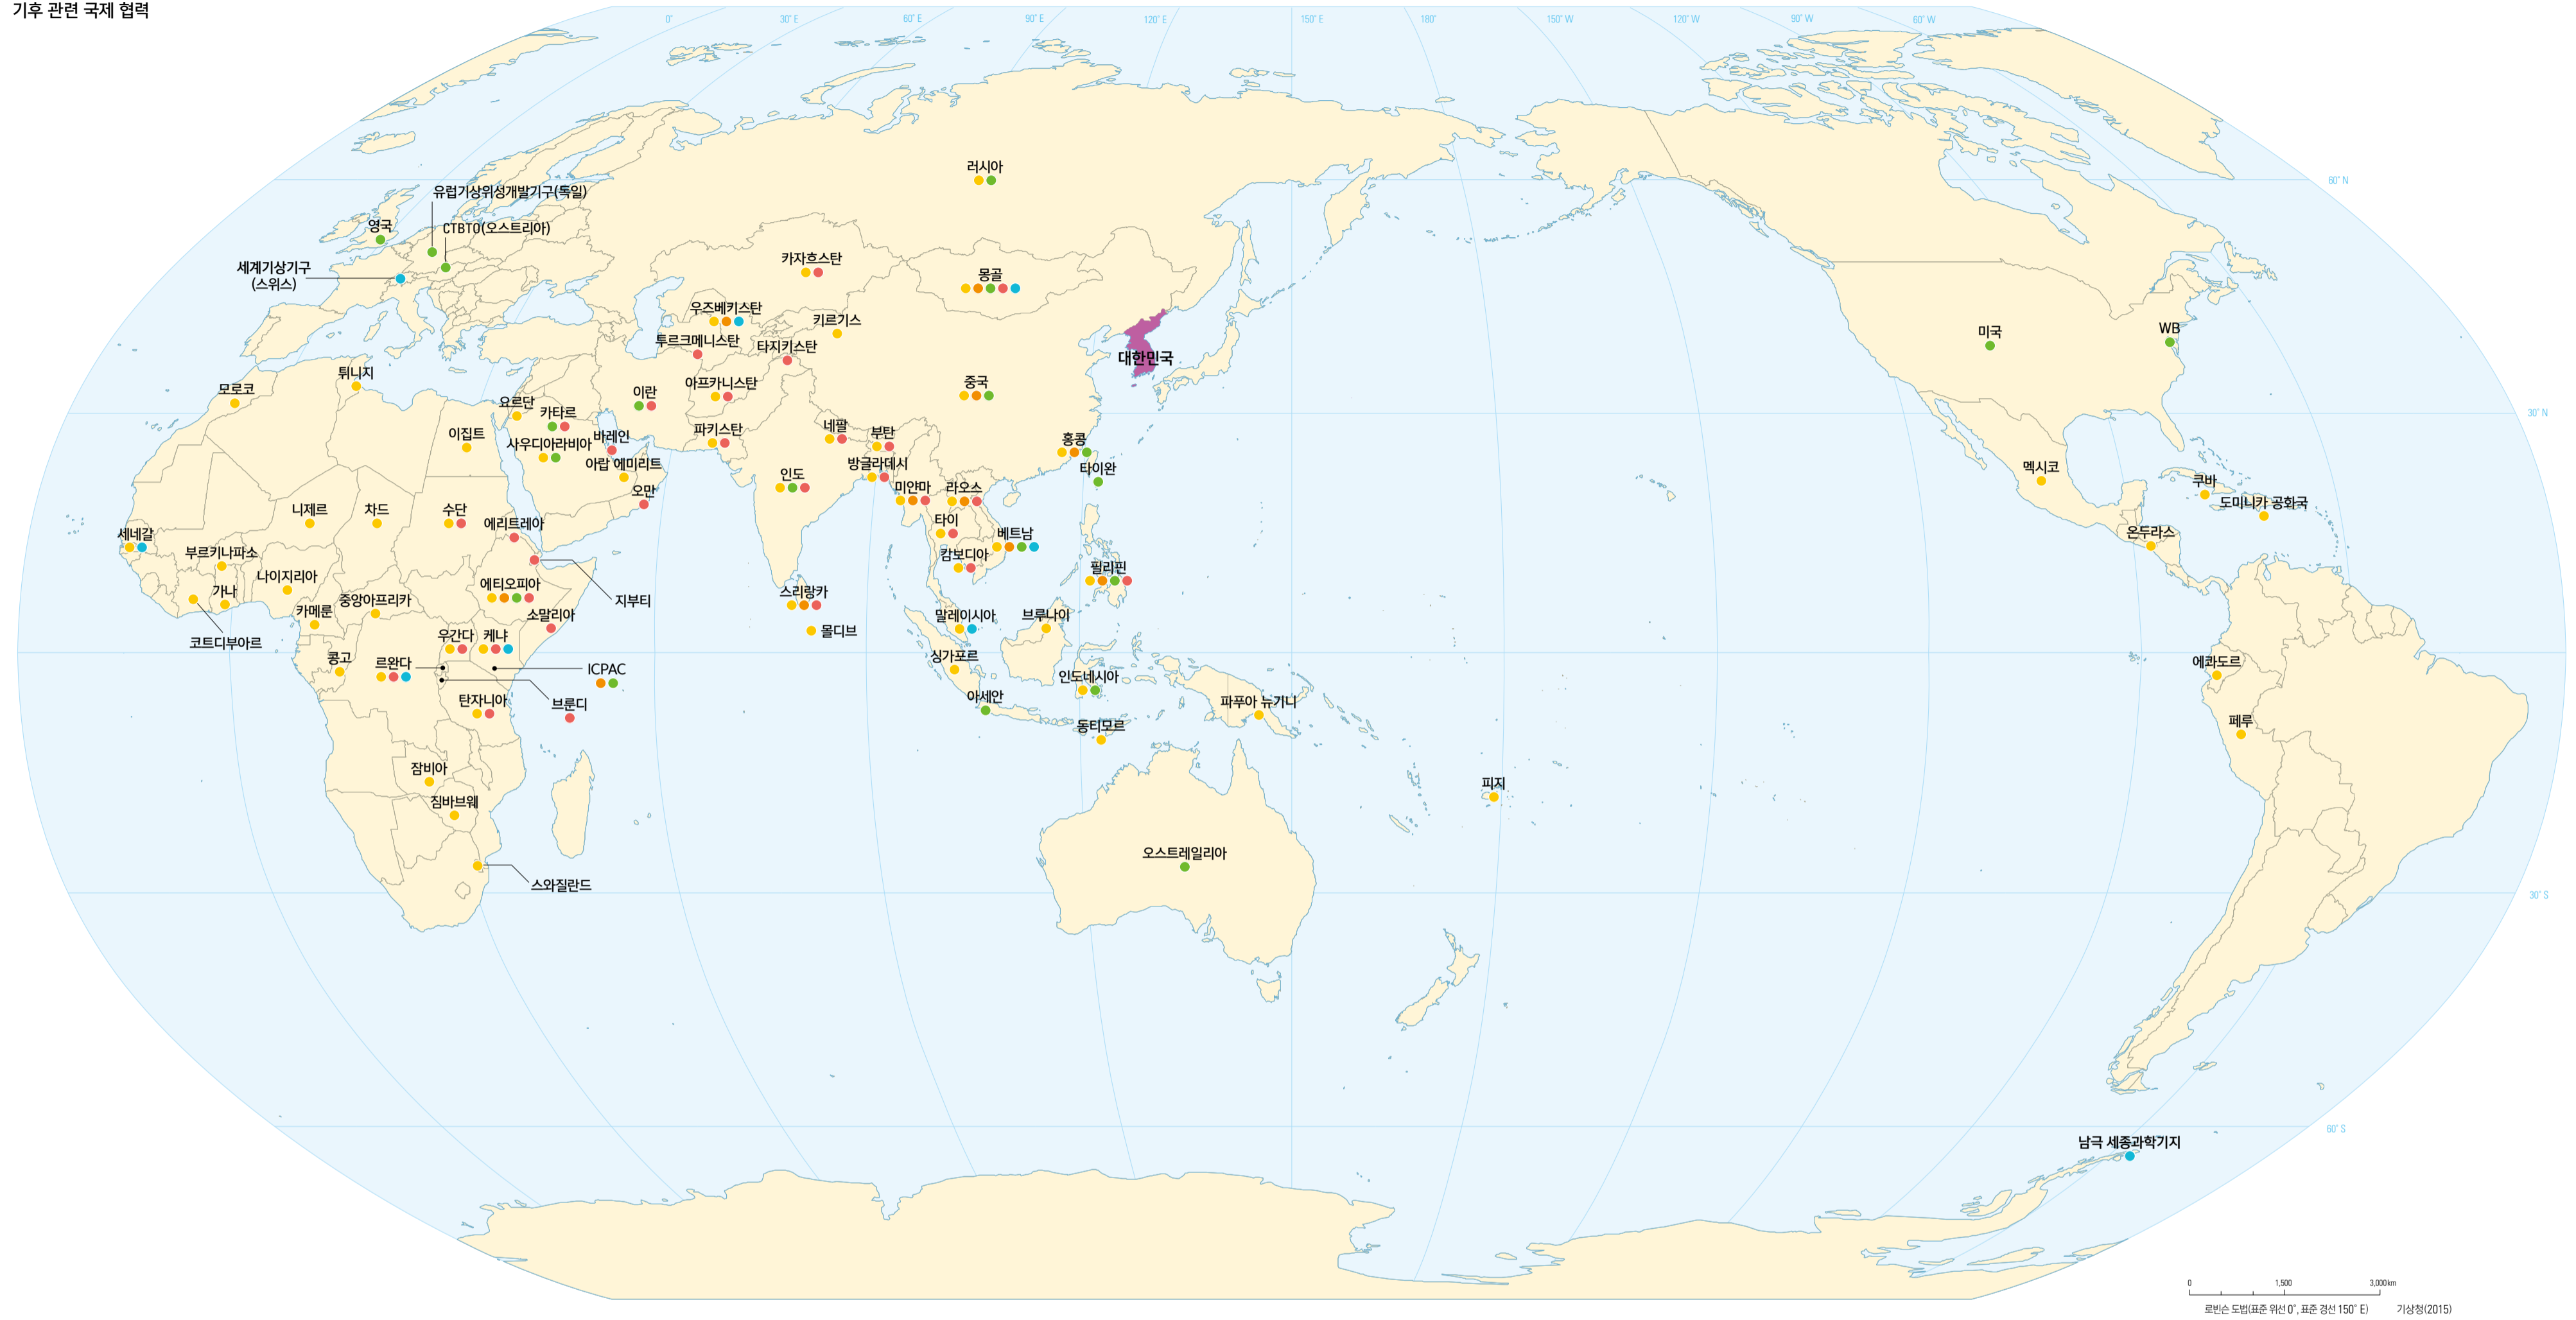 기후 관련 국제 협력
0°
30° E
60° E
90° E
120° E
150° E
180°
150° W
120° W
90° W
60° W
60° N
30° N
30° S
60° S
러시아
유럽기상위성개발기구(독일)
영국
CTBTO(오스트리아)
세계기상기구
(스위스)
카자흐스탄
몽골
우즈베키스탄
키르기스
투르크메니스탄
타지키스탄
대한민국
미국
WB
튀니지
모로코
이란
아프카니스탄
중국
요르단
카타르
이집트
사우디아라비아
바레인
파키스탄
네팔
부탄
홍콩
아랍 에미리트
인도
방글라데시
타이완
오만
미얀마
라오스
멕시코
쿠바
도미니카 공화국
니제르
차드
수단
에리트레아
타이
베트남
온두라스
세네갈
부르키나파소
캄보디아
필리핀
나이지리아
가나
에티오피아
지부티
중앙아프리카
카메룬
소말리아
스리랑카
몰디브
말레이시아
브루나이
코트디부아르
우간다
케냐
콩고
르완다
ICPAC
싱가포르
인도네시아
에콰도르
탄자니아
브룬디
아세안
파푸아 뉴기니
동티모르
페루
잠비아
피지
짐바브웨
오스트레일리아
스와질란드
남극 세종과학기지
0
1,500
3,000km
로빈슨 도법(표준 위선 0°, 표준 경선 150° E)
기상청(2015)